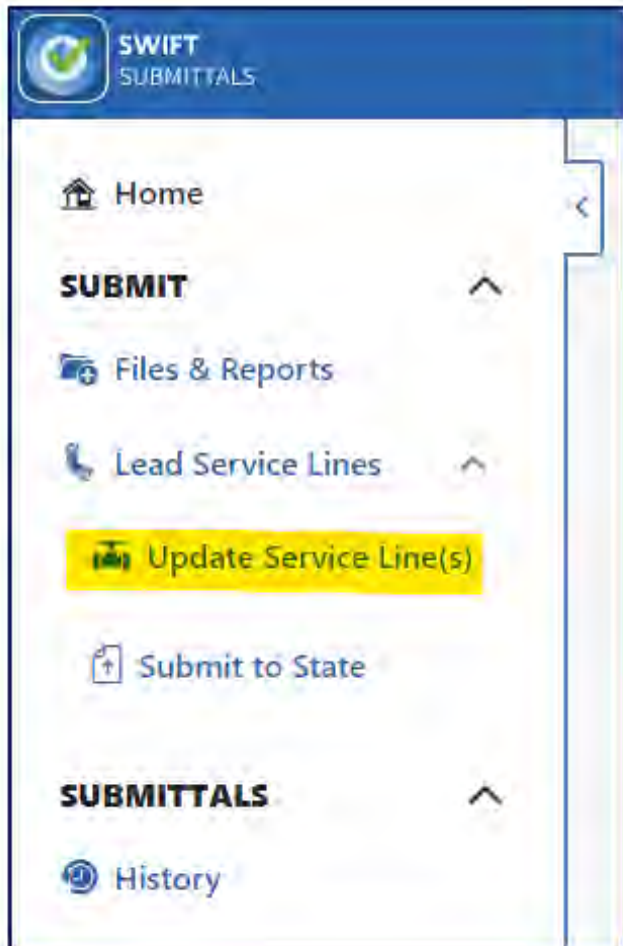 SWIFT
SUBMITTALS
Home
SUBMIT
Files & Reports
Lead Service Lines
Update Service Line(s)
Submit to State
SUBMITTALS
History